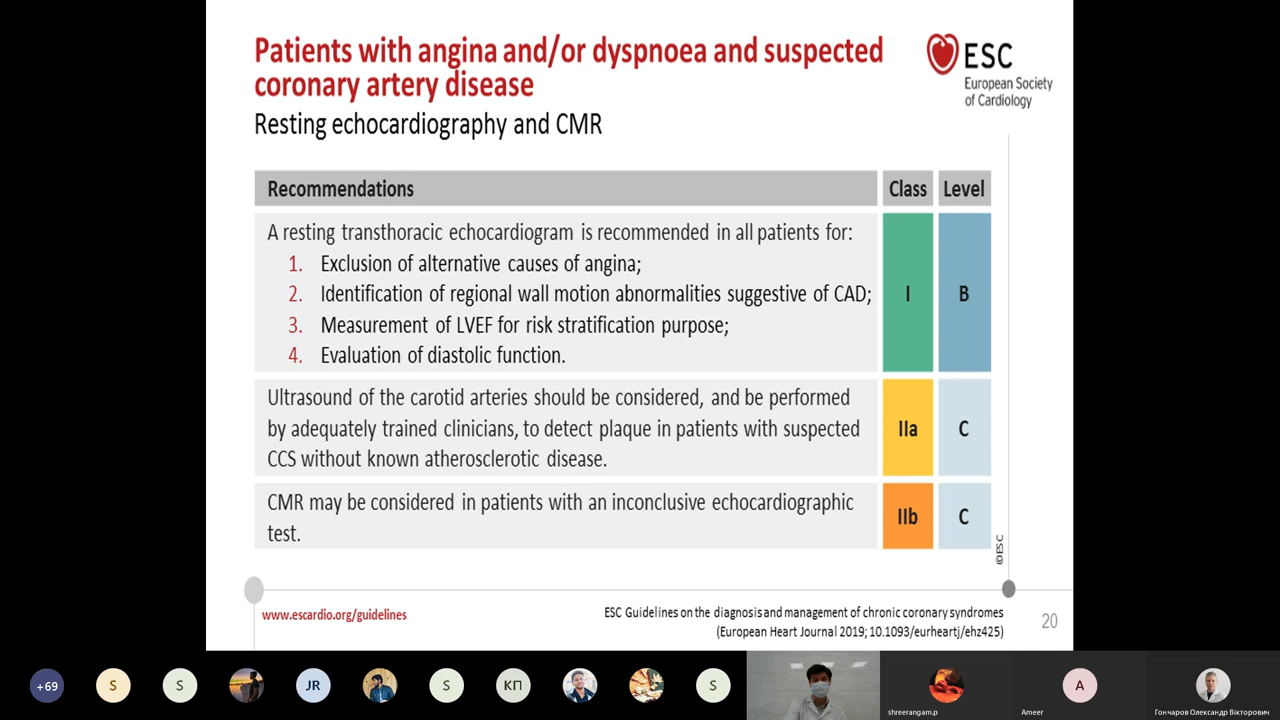 Patients with angina and/or dyspnoea and suspected
coronary artery disease
Resting echocardiography and CMR
ESC
European Society
of Cardiology
Recommendations Class Level
A resting transthoracic echocardiogram is recommended in all patients for:
1. Exclusion of alternative causes of angina;
2. Identification of regional wall motion abnormalities suggestive of CAD;
3. Measurement of LVEF for risk stratification purpose;
4. Evaluation of diastolic function.
I B
Ultrasound of the carotid arteries should be considered, and be performed
by adequately trained clinicians, to detect plaque in patients with suspected
CCS without known atherosclerotic disease.
IIa C
CMR may be considered in patients with an inconclusive echocardiographic
test.
IIb C
©ESC
www.escardio.org/guidelines
ESC Guidelines on the diagnosis and management of chronic coronary syndromes
(European Heart Journal 2019; 10.1093/eurheartj/ehz425)
20
+69 S S JR S КП S A
shreerangam.p Ameer Гончаров Олександр Вікторович